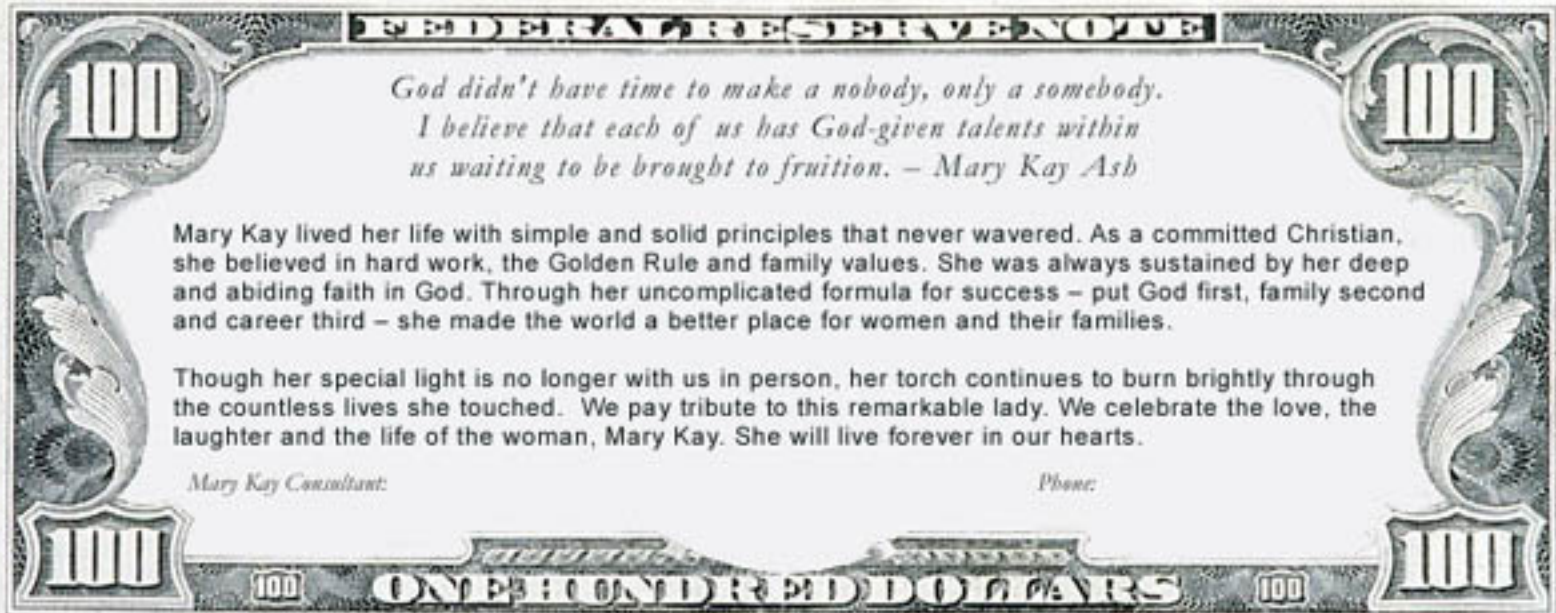 FEDERAL RESERVE NOTE
100
100
God didn't have time to make a nobody, only a somebody.
I believe that each of us has God-given talents within
us waiting to be brought to fruition. – Mary Kay Ash
Mary Kay lived her life with simple and solid principles that never wavered. As a committed Christian,
she believed in hard work, the Golden Rule and family values. She was always sustained by her deep
and abiding faith in God. Through her uncomplicated formula for success – put God first, family second
and career third – she made the world a better place for women and their families.
Though her special light is no longer with us in person, her torch continues to burn brightly through
the countless lives she touched.  We pay tribute to this remarkable lady. We celebrate the love, the
laughter and the life of the woman, Mary Kay. She will live forever in our hearts.
Mary Kay Consultant:
Phone:
100
100
100
ONE HUNDRED DOLLARS
100